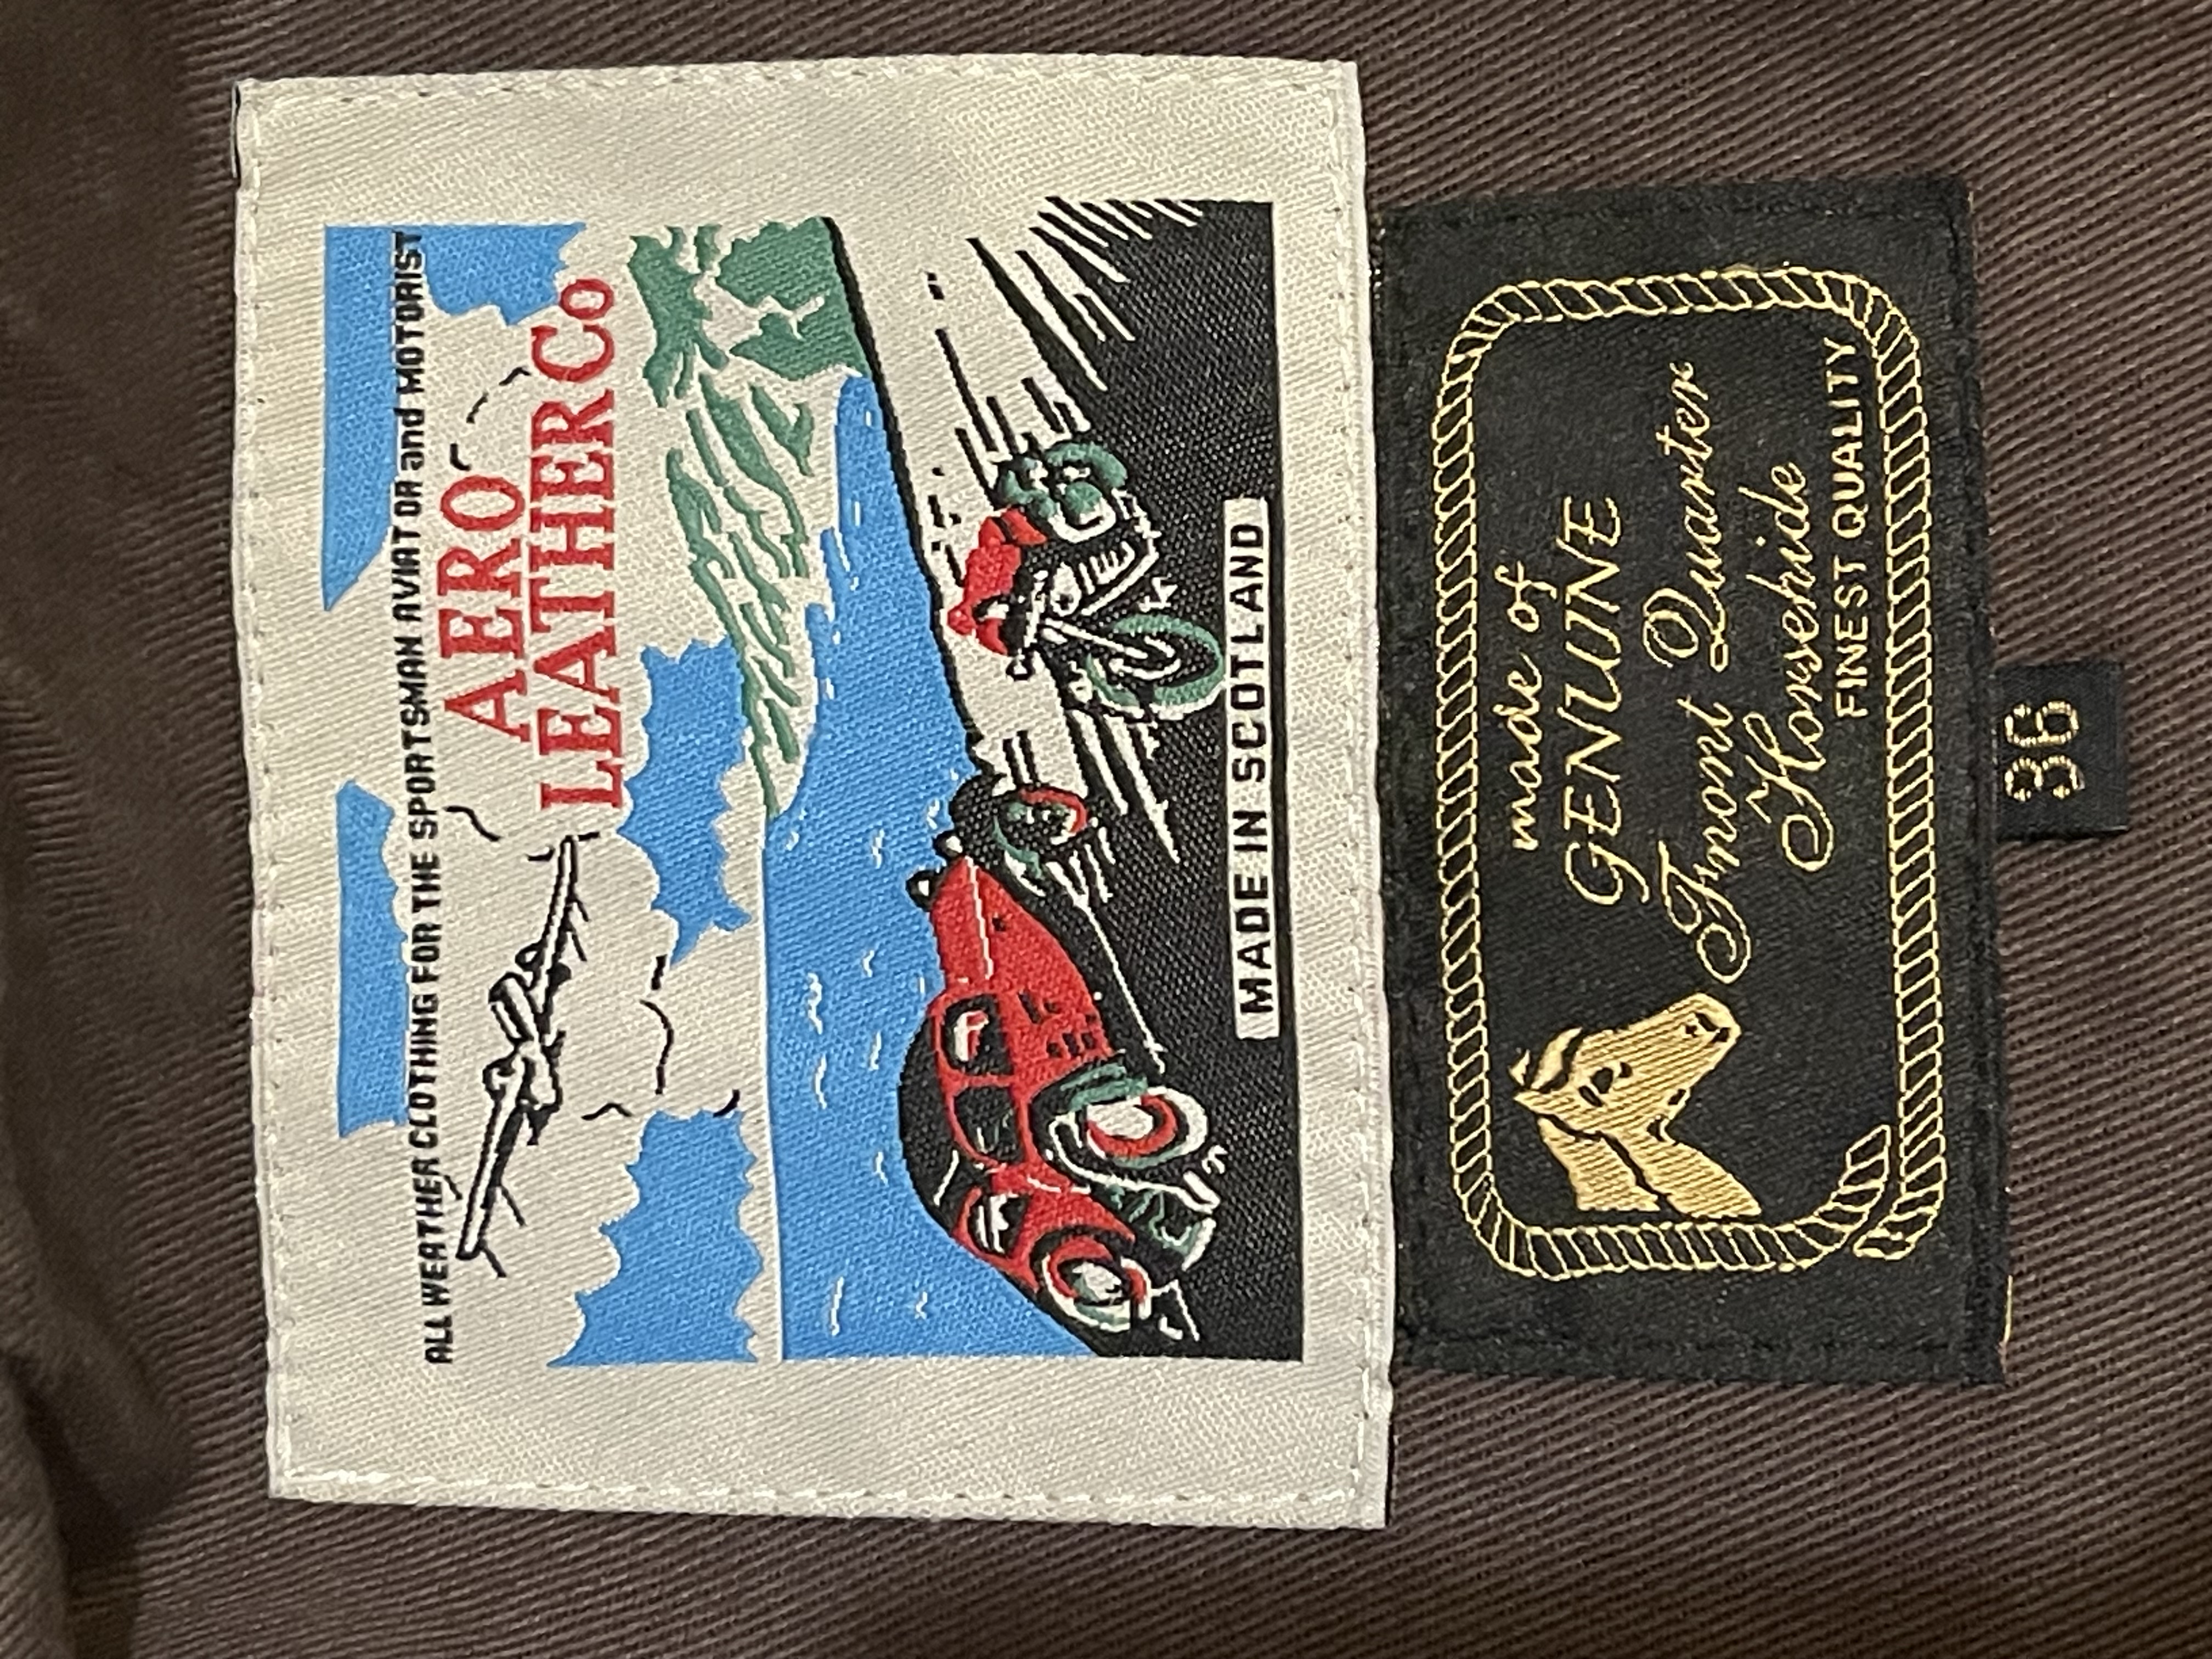 ALL WEATHER CLOTHING FOR THE SPORTSMAN AVIATOR and MOTORIST
AERO
LEATHER Co
MADE IN SCOTLAND
made of
GENUINE
Front Quarter
Horsehide
FINEST QUALITY
36